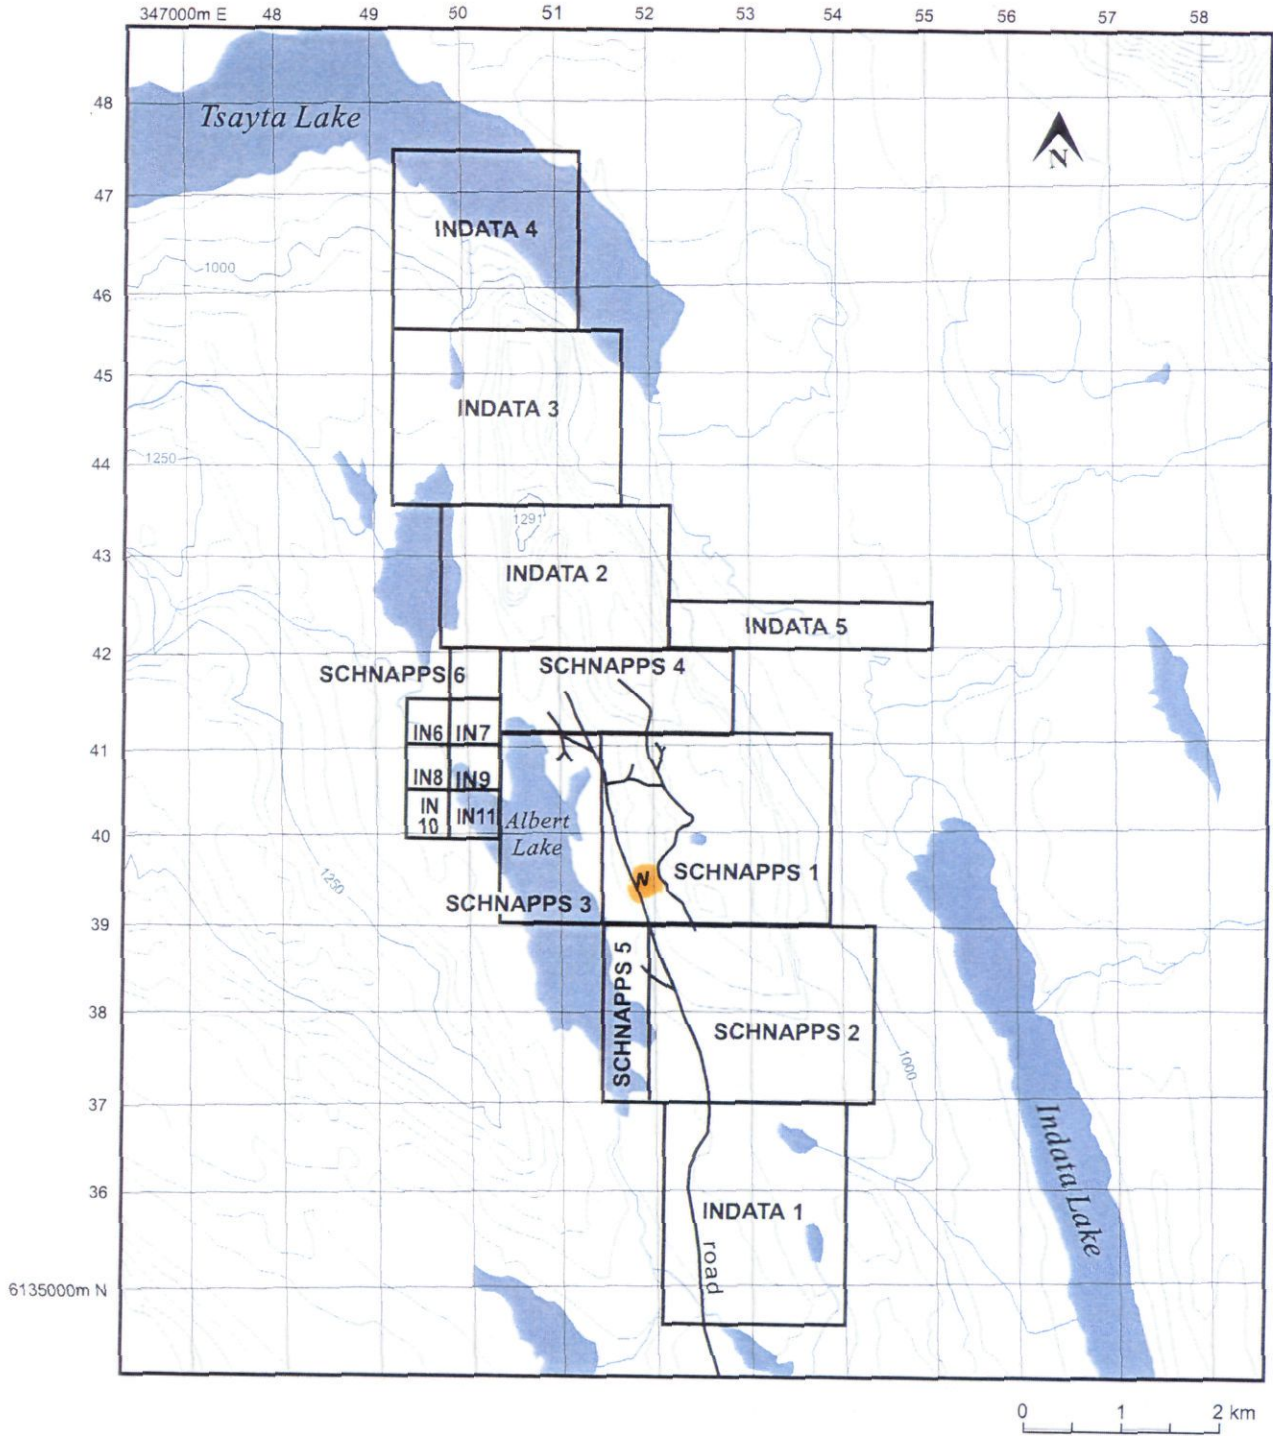 347000m E 48 49 50 51 52 53 54 55 56 57 58
48
Tsayta Lake
N
47
INDATA 4
1000
46
45
INDATA 3
44
1250
1291
43
INDATA 2
INDATA 5
42
SCHNAPPS 6
SCHNAPPS 4
IN6 IN7
41
IN8 IN9
IN
10
IN11
Albert
Lake
40
SCHNAPPS 1
1250
N
SCHNAPPS 3
39
SCHNAPPS 5
38
SCHNAPPS 2
1000
37
Indata Lake
36
INDATA 1
road
6135000m N
0 1 2 km